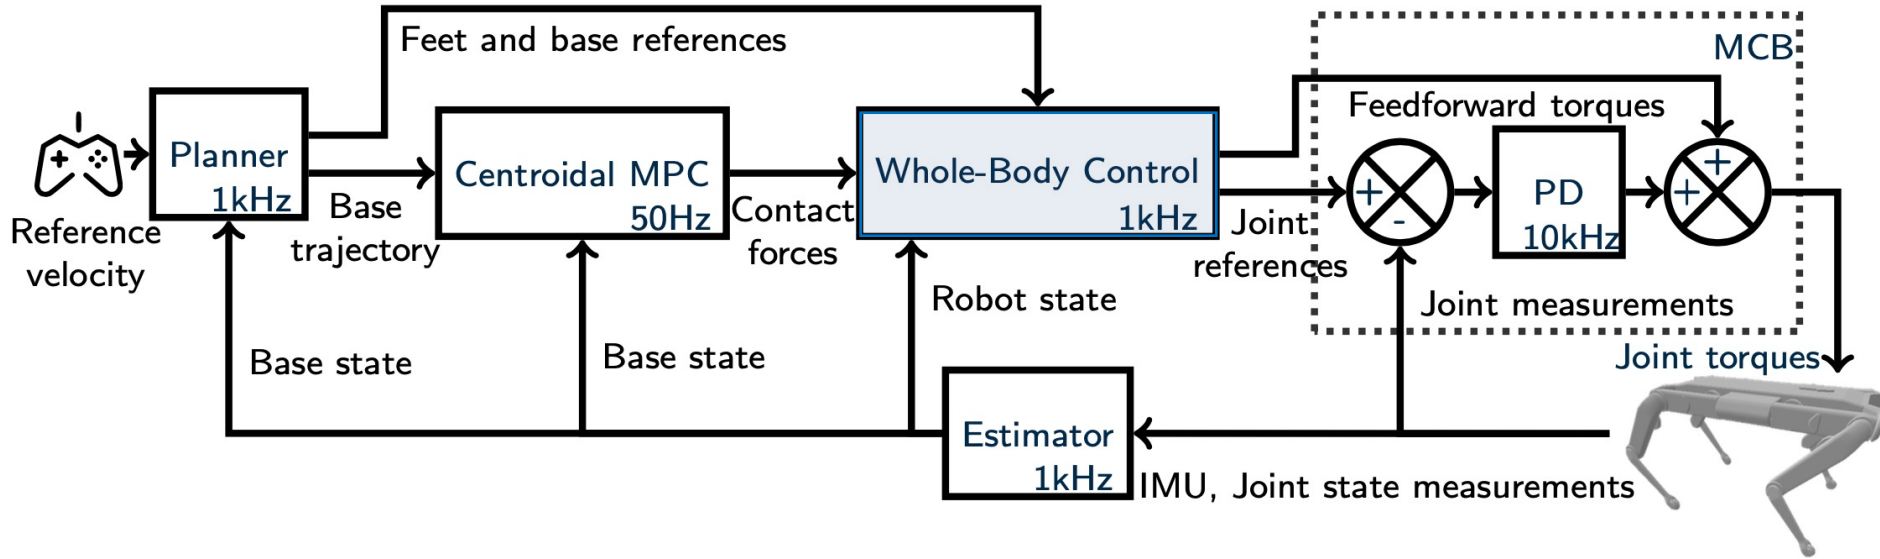 Feet and base references
MCB
Feedforward torques
Planner
1kHz
Centroidal MPC
50Hz
Whole-Body Control
1kHz
+
-
PD
10kHz
+
+
Reference
velocity
Base
trajectory
Contact
forces
Joint
references
Robot state
Joint measurements
Base state
Base state
Joint torques
Estimator
1kHz
IMU, Joint state measurements